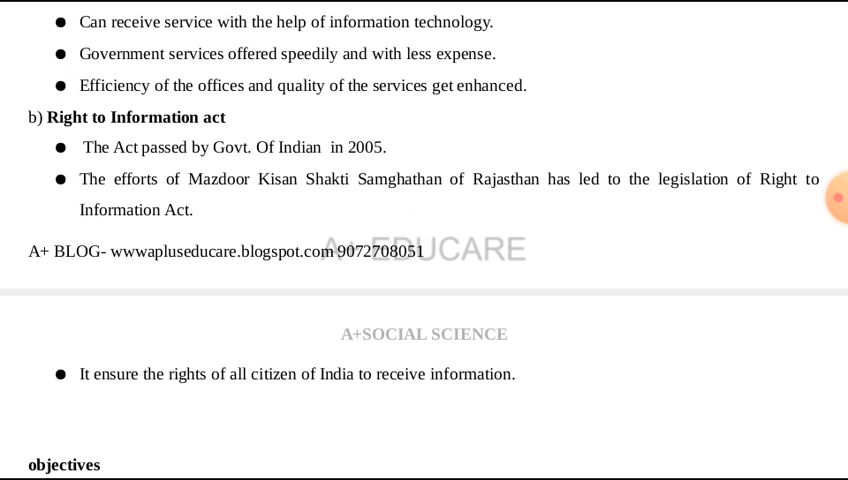 ● Can receive service with the help of information technology.
● Government services offered speedily and with less expense.
● Efficiency of the offices and quality of the services get enhanced.
b) Right to Information act
● The Act passed by Govt. Of Indian in 2005.
● The efforts of Mazdoor Kisan Shakti Samghathan of Rajasthan has led to the legislation of Right to
Information Act.
A+ BLOG- wwwapluseducare.blogspot.com 9072708051
A+ EDUCARE
A+SOCIAL SCIENCE
● It ensure the rights of all citizen of India to receive information.
objectives